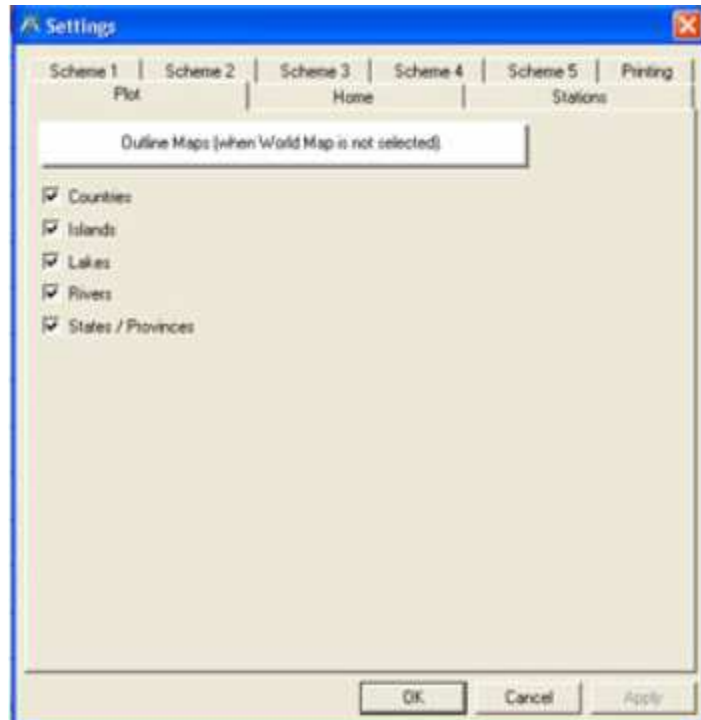 Settings
Scheme 1 Scheme 2 Scheme 3 Scheme 4 Scheme 5 Printing
Plot Home Stations
Outline Maps (when World Map is not selected)
Countries
Islands
Lakes
Rivers
States / Provinces
OK Cancel Apply